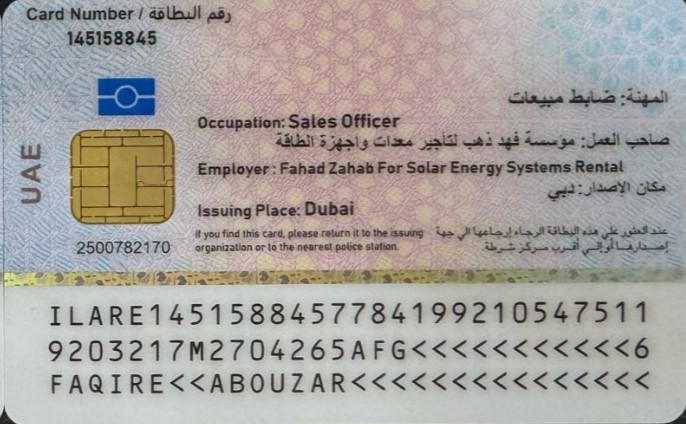 Card Number / رقم البطاقة
145158845
المهنة: ضابط مبيعات
Occupation: Sales Officer
صاحب العمل: مؤسسة فهد ذهب لتأجير معدات واجهزة الطاقة
Employer : Fahad Zahab For Solar Energy Systems Rental
مكان الإصدار: دبي
Issuing Place: Dubai
UAE
If you find this card, please return it to the issuing
organization or to the nearest police station.
عند العثور على هذه البطاقة الرجاء إرجاعها الى جهة
إصدارها أو إلى أقرب مركز شرطة
2500782170
ILARE1451588457784199210547511
9203217M2704265AFG<<<<<<<<<<<6
FAQIRE<<ABOUZAR<<<<<<<<<<<<<<<